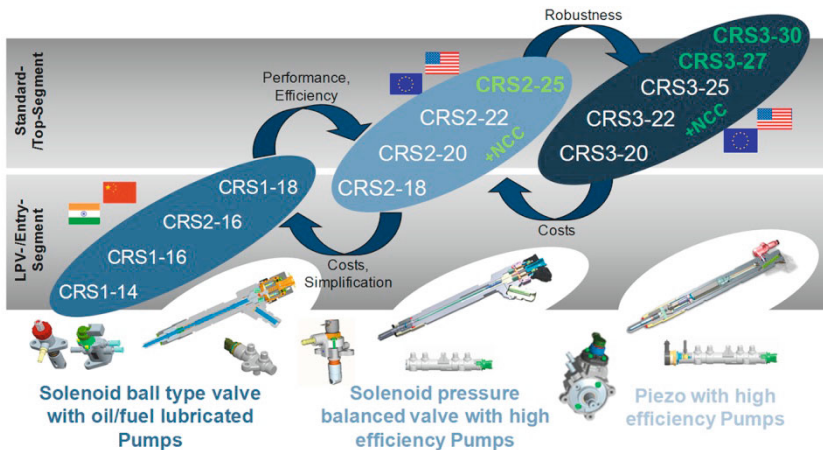 Robustness
CRS3-30
CRS3-27
CRS3-25
CRS3-22
+NCC
CRS3-20
Standard-
/Top-Segment
Performance,
Efficiency
CRS2-25
CRS2-22
CRS2-20
+NCC
CRS2-18
LPV-/Entry-
Segment
CRS1-18
CRS2-16
CRS1-16
CRS1-14
Costs,
Simplification
Costs
Solenoid ball type valve
with oil/fuel lubricated
Pumps
Solenoid pressure
balanced valve with high
efficiency Pumps
Piezo with high
efficiency Pumps